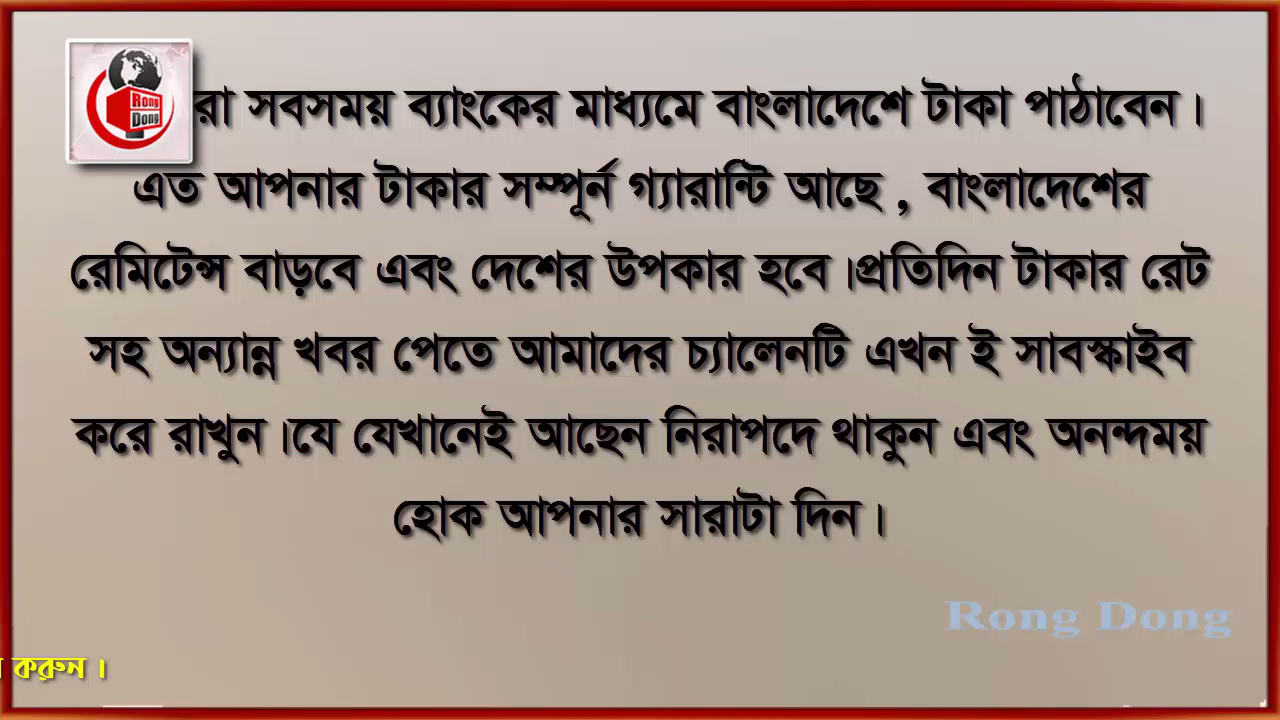 Rong
Dong
রা সবসময় ব্যাংকের মাধ্যমে বাংলাদেশে টাকা পাঠাবেন।
এত আপনার টাকার সম্পূর্ন গ্যারান্টি আছে , বাংলাদেশের
রেমিটেন্স বাড়বে এবং দেশের উপকার হবে।প্রতিদিন টাকার রেট
সহ অন্যান্ন খবর পেতে আমাদের চ্যালেনটি এখন ই সাবস্কাইব
করে রাখুন।যে যেখানেই আছেন নিরাপদে থাকুন এবং অনন্দময়
হোক আপনার সারাটা দিন।
Rong Dong
করুন।